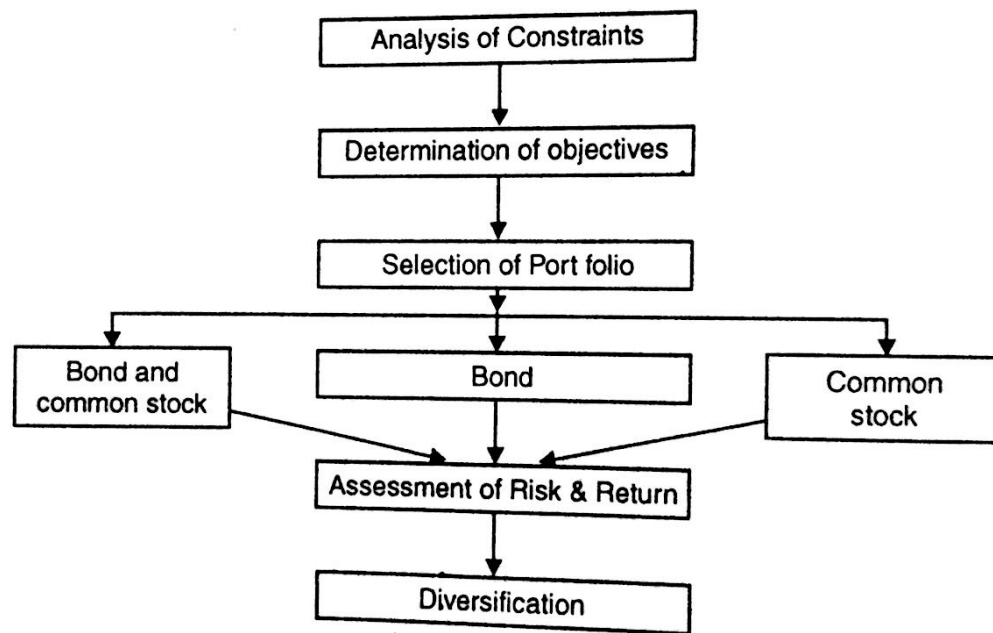 Analysis of Constraints
Determination of objectives
Selection of Port folio
Bond and
common stock
Bond
Common
stock
Assessment of Risk & Return
Diversification